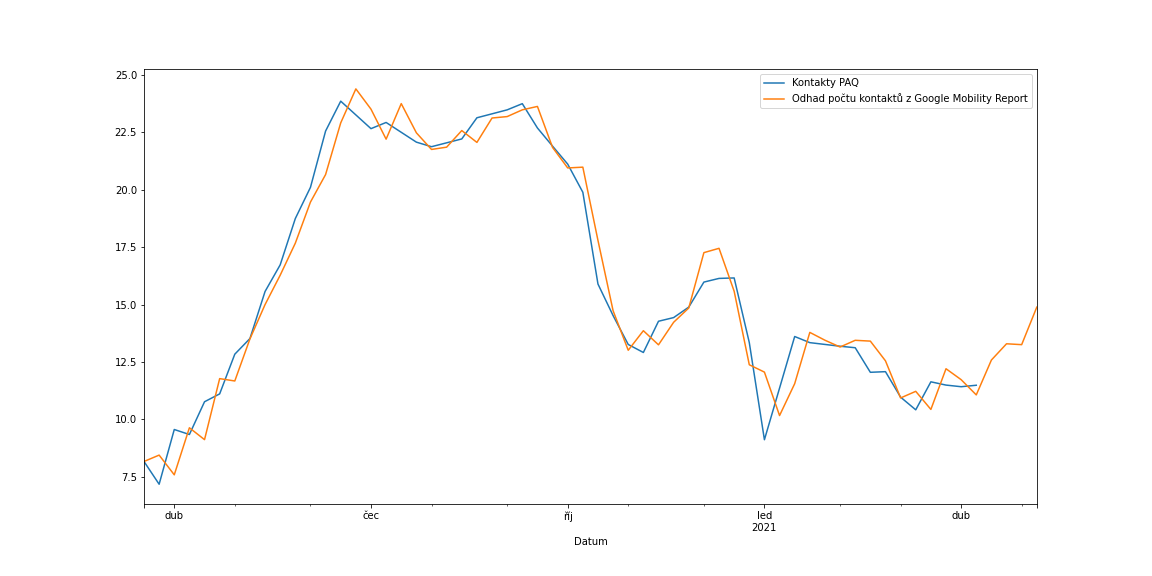 25.0
22.5
20.0
17.5
15.0
12.5
10.0
7.5
Kontakty PAQ
Odhad počtu kontaktů z Google Mobility Report
dub
čec
říj
led
2021
dub
Datum